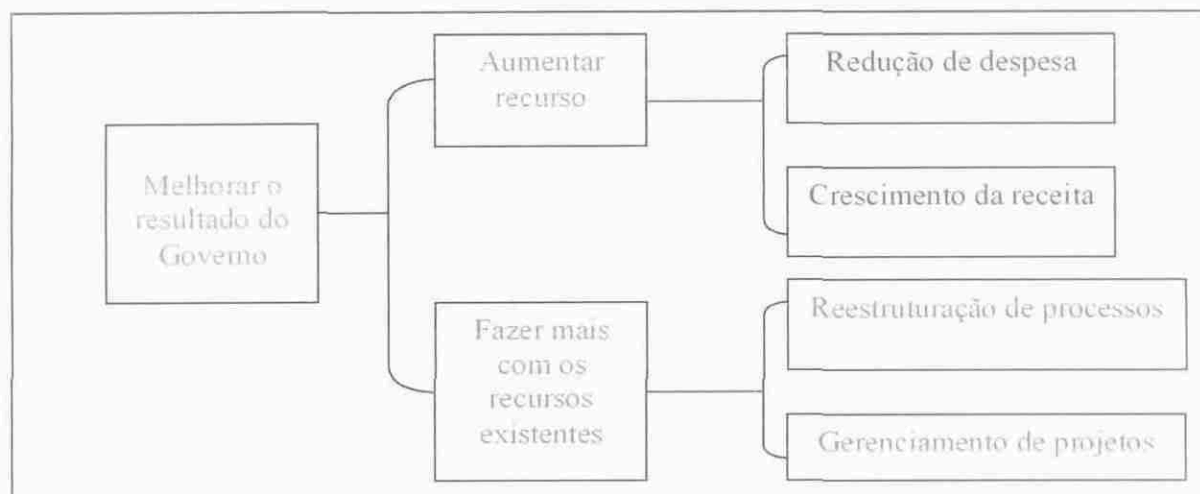 Melhorar o
resultado do
Governo
Aumentar
recurso
Redução de despesa
Crescimento da receita
Fazer mais
com os
recursos
existentes
Reestruturação de processos
Gerenciamento de projetos